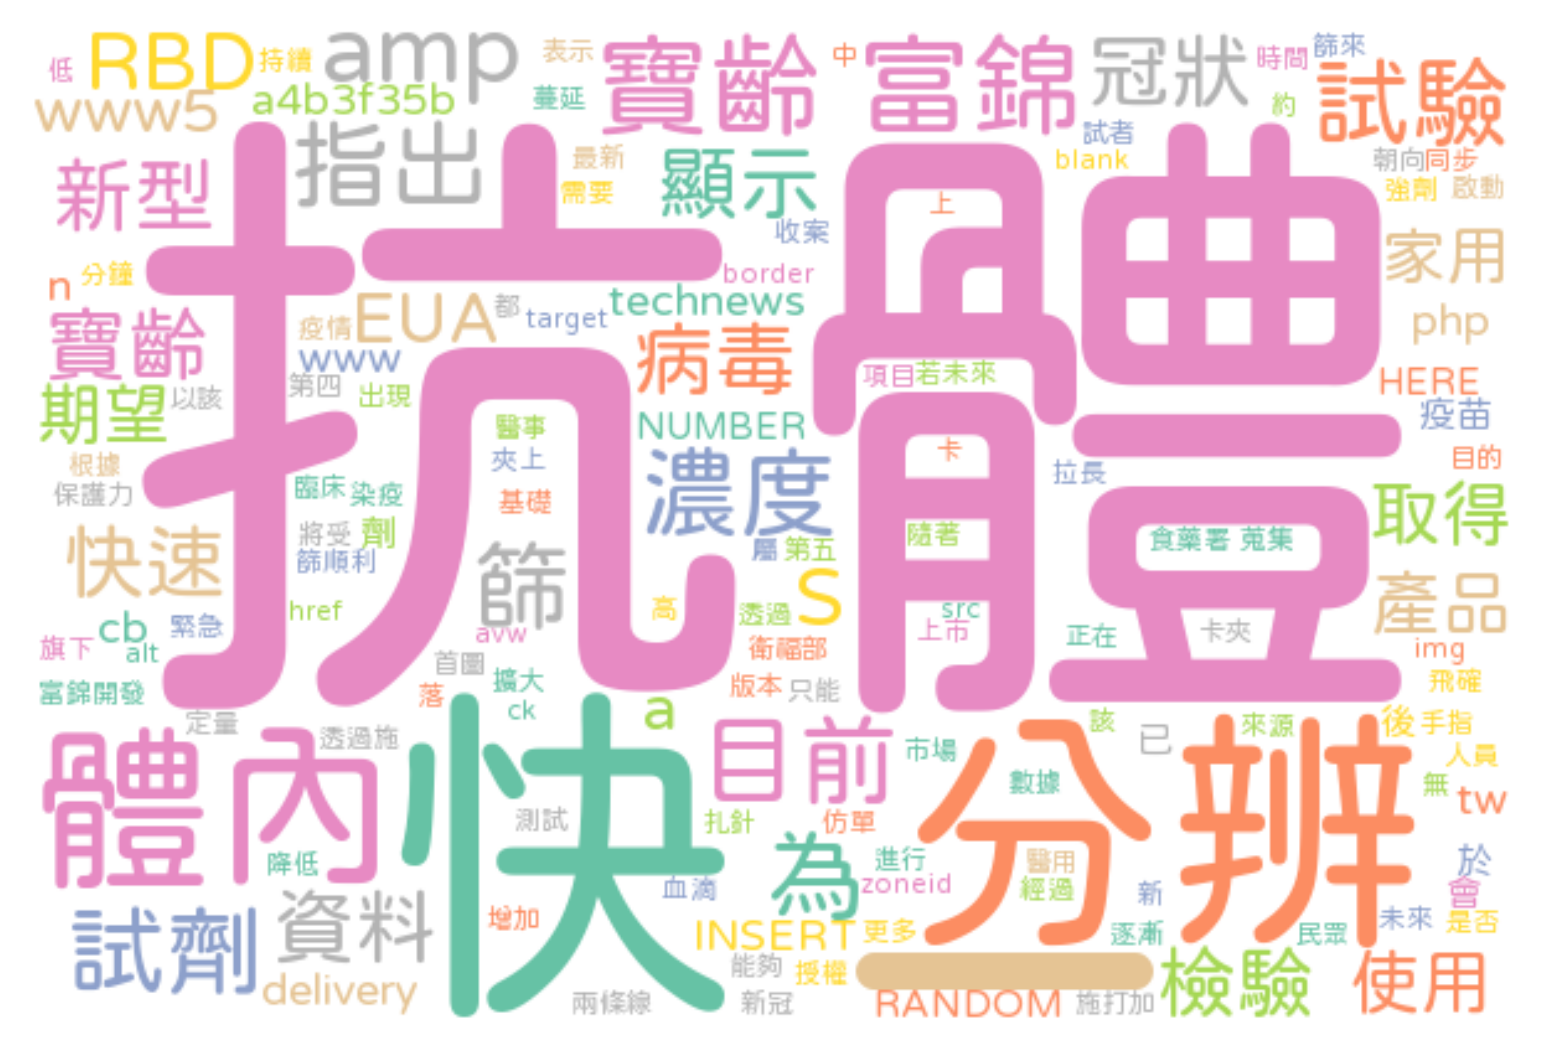 低
RBD
持續
amp
表示
寶齡
中
富錦
冠狀
時間
篩來
www5
a4b3f35b
蔓延
約
試驗
新型
指出
最新
需要
顯示
試者
blank
朝向
同步
強劑
啟動
抗體
上
收案
家用
n
分鐘
border
寶齡
疫情
EUA
都
target
technews
php
www
病毒
期望
以該
第四
出現
項目
若未來
HERE
醫事
NUMBER
疫苗
根據
保護力
夾上
濃度
卡
拉長
目的
臨床
染疫
基礎
取得
快速
將受
劑
篩順利
篩
屬
第五
隨著
食藥署
蒐集
href
高
透過
S
src
上市
產品
cb
alt
緊急
旗下
avw
首圖
衛福部
正在
卡夾
img
富錦開發
落
擴大
ck
版本
只能
飛確
定量
透過施
a
目前
市場
該
已
來源
後
手指
人員
體內
快
分辨
數據
無
tw
測試
扎針
仿單
降低
血滴
為
進行
zoneid
醫用
經過
新
於
會
試劑
資料
增加
INSERT
更多
逐漸
民眾
未來
是否
delivery
能夠
授權
一
檢驗
使用
兩條線
新冠
RANDOM
施打加